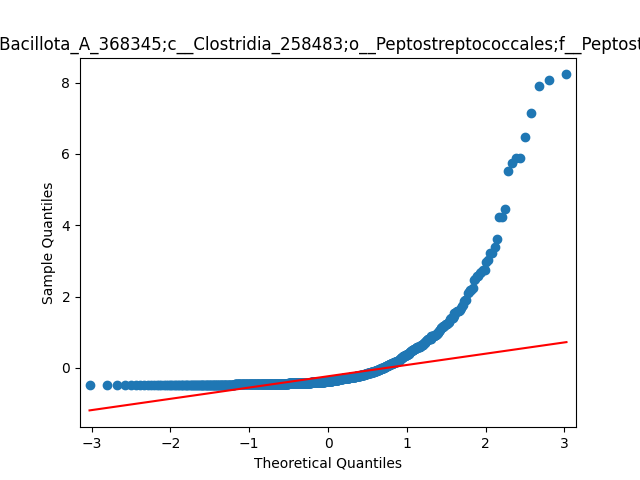 Bacillota_A_368345;c__Clostridia_258483;o__Peptostreptococcales;f__Peptost
Sample Quantiles
8
6
4
2
0
−3 −2 −1 0 1 2 3
Theoretical Quantiles